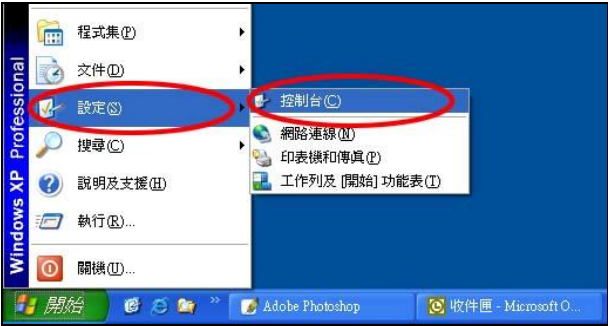 Windows XP Professional
程式集(P)
文件(D)
設定(S)
搜尋(C)
說明及支援(H)
執行(R)...
關機(U)...
控制台(C)
網路連線(N)
印表機和傳真(P)
工作列及 [開始] 功能表(T)
開始
»
Adobe Photoshop
收件匣 - Microsoft O...